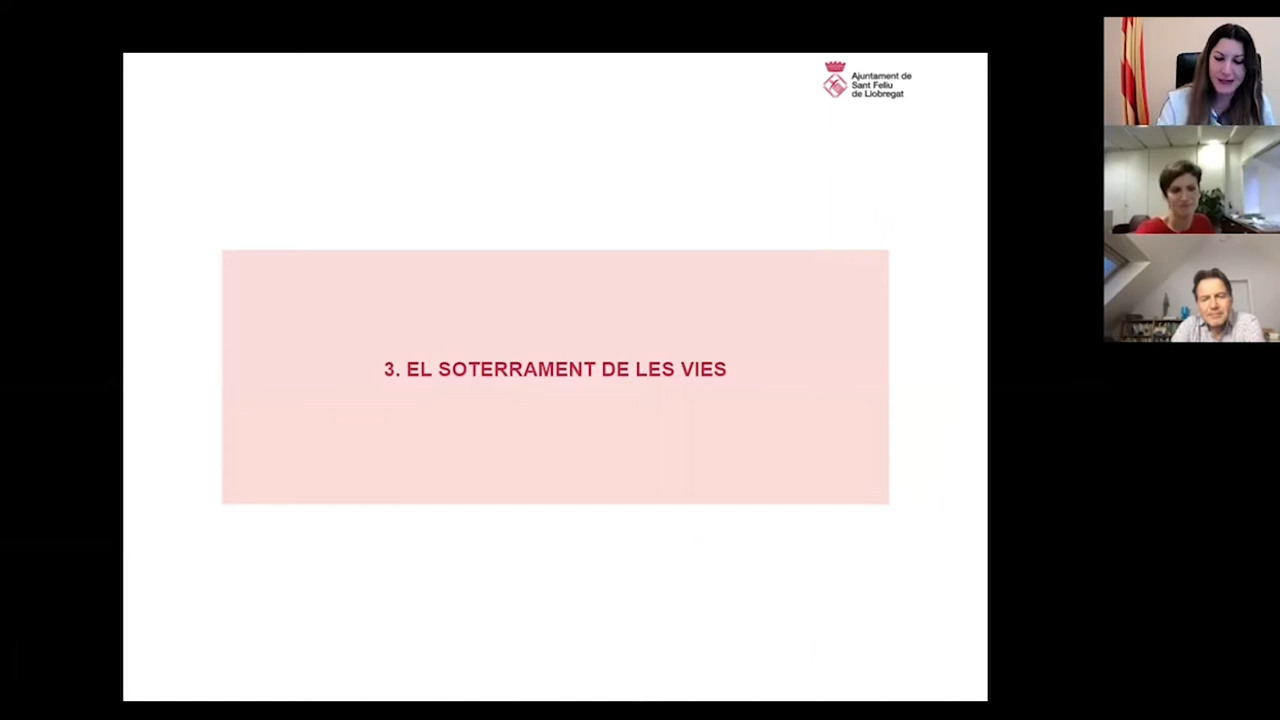 Ajuntament de
Sant Feliu
de Llobregat
3. EL SOTERRAMENT DE LES VIES